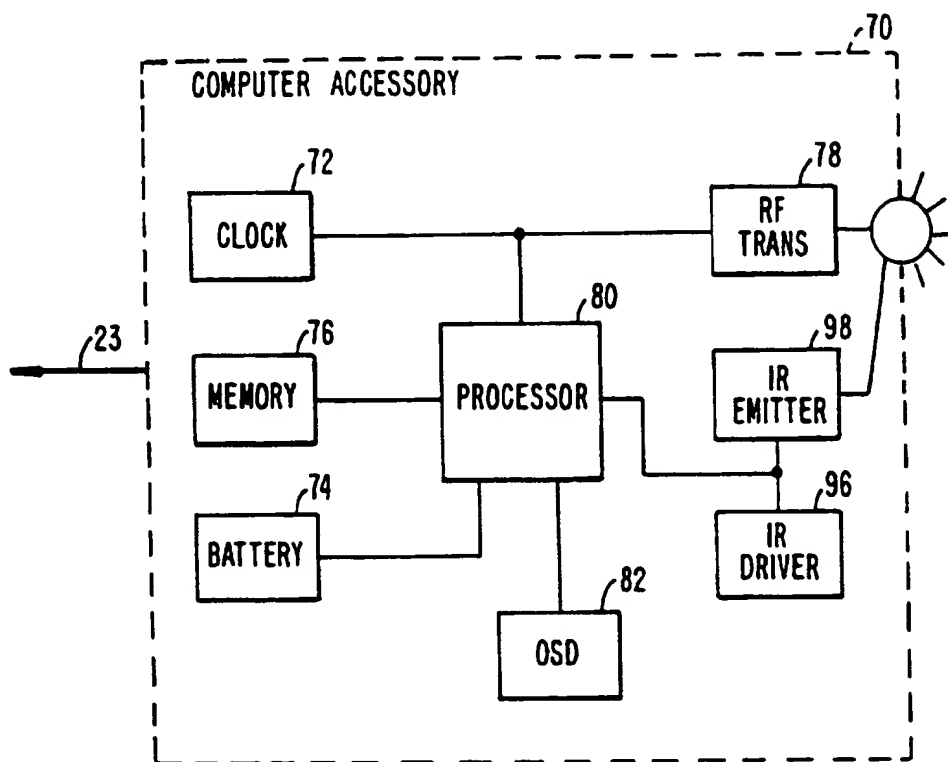 70
COMPUTER ACCESSORY
72
CLOCK
78
RF
TRANS
23
76
MEMORY
80
PROCESSOR
98
IR
EMITTER
74
BATTERY
96
IR
DRIVER
82
OSD